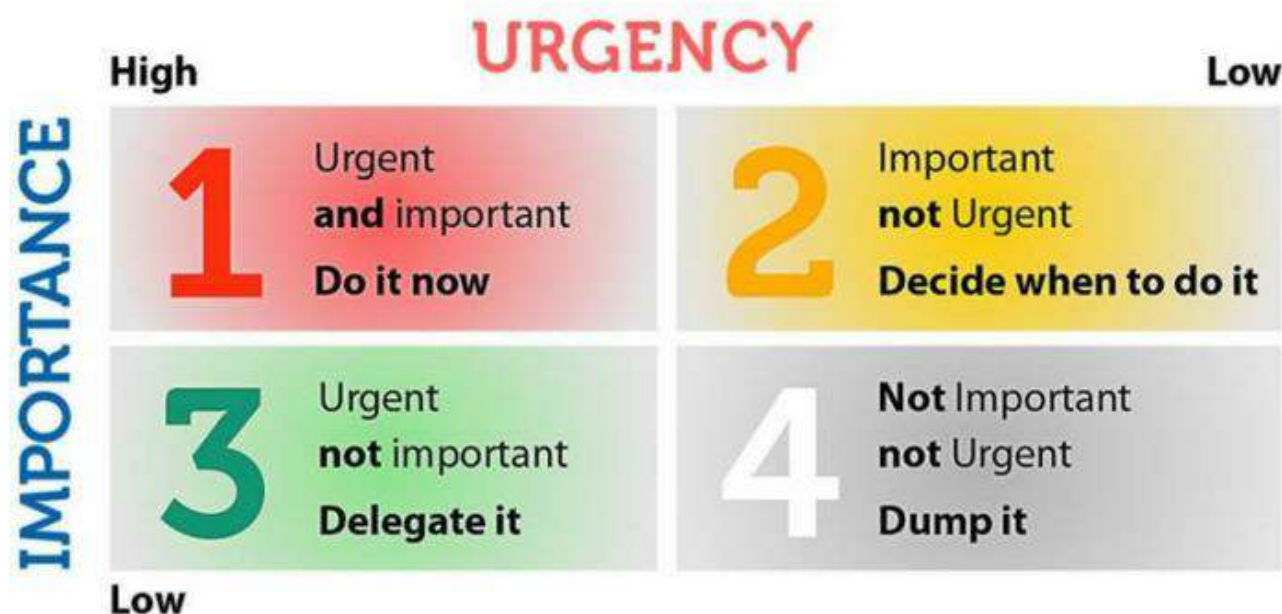 URGENCY
High
Low
IMPORTANCE
1
Urgent
and important
Do it now
2
Important
not Urgent
Decide when to do it
3
Urgent
not important
Delegate it
4
Not Important
not Urgent
Dump it
Low